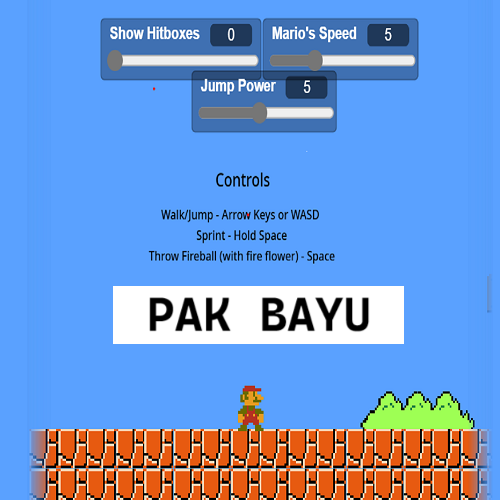 Show Hitboxes 0 Mario's Speed 5
Jump Power 5
Controls
Walk/Jump - Arrow Keys or WASD
Sprint - Hold Space
Throw Fireball (with fire flower) - Space
PAK BAYU